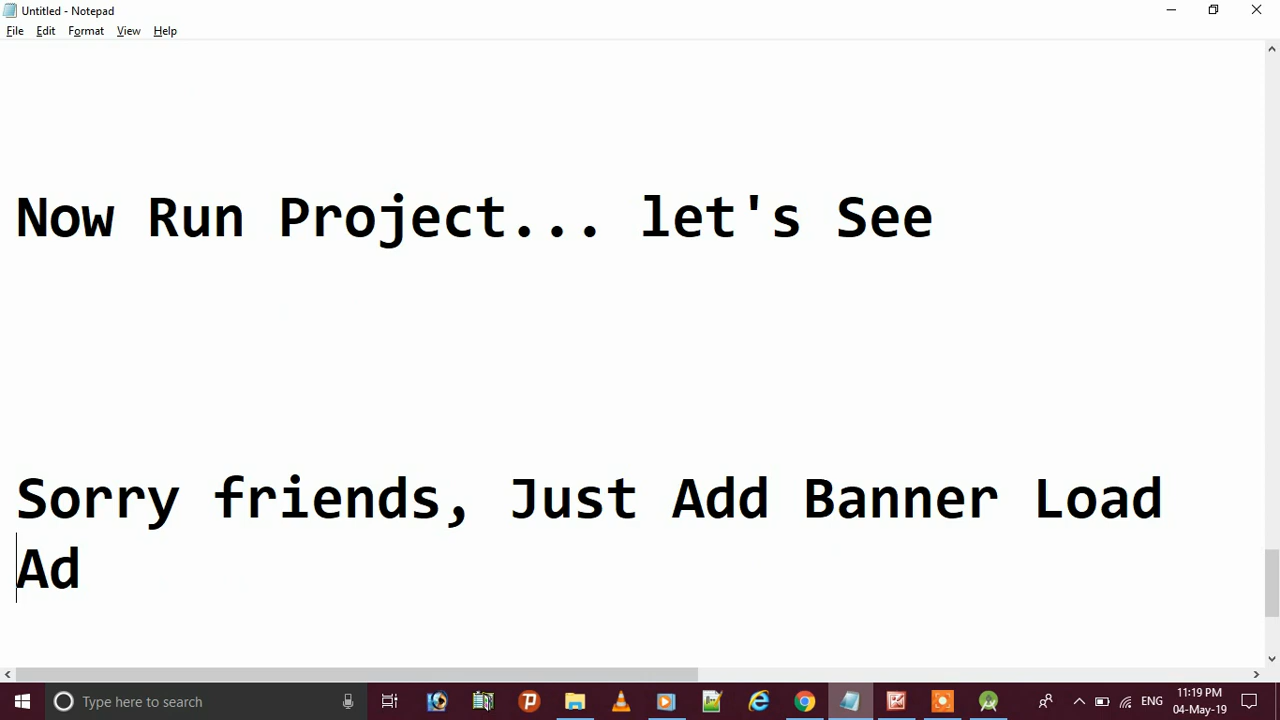 Untitled - Notepad
File Edit Format View Help
Now Run Project... let's See
Sorry friends, Just Add Banner Load
Ad
Type here to search
ENG
11:19 PM
04-May-19